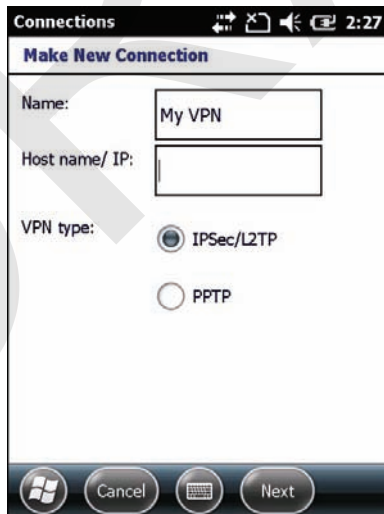 Connections 2:27
Make New Connection
Name: My VPN
Host name/ IP:
VPN type: IPSec/L2TP
PPTP
Cancel Next